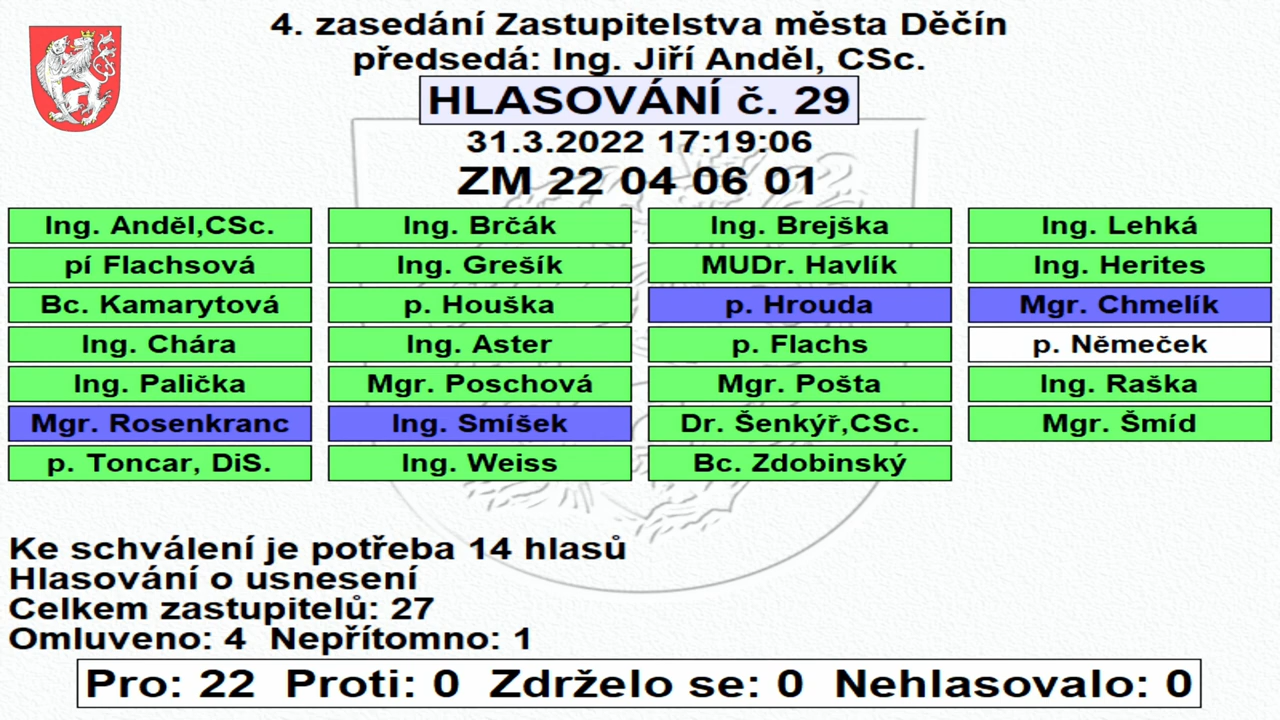 4. zasedání Zastupitelstva města Děčín
předsedá: Ing. Jiří Anděl, CSc.
HLASOVÁNÍ č. 29
31.3.2022 17:19:06
ZM 22 04 06 01
Ing. Anděl,CSc. Ing. Brčák Ing. Brejška Ing. Lehká
pí Flachsová Ing. Grešík MUDr. Havlík Ing. Herites
Bc. Kamarytová p. Houška p. Hrouda Mgr. Chmelík
Ing. Chára Ing. Aster p. Flachs p. Němeček
Ing. Palička Mgr. Poschová Mgr. Pošta Ing. Raška
Mgr. Rosenkranc Ing. Smíšek Dr. Šenkýř,CSc. Mgr. Šmíd
p. Toncar, DiS. Ing. Weiss Bc. Zdobinský
Ke schválení je potřeba 14 hlasů
Hlasování o usnesení
Celkem zastupitelů: 27
Omluveno: 4 Nepřítomno: 1
Pro: 22 Proti: 0 Zdrželo se: 0 Nehlasovalo: 0